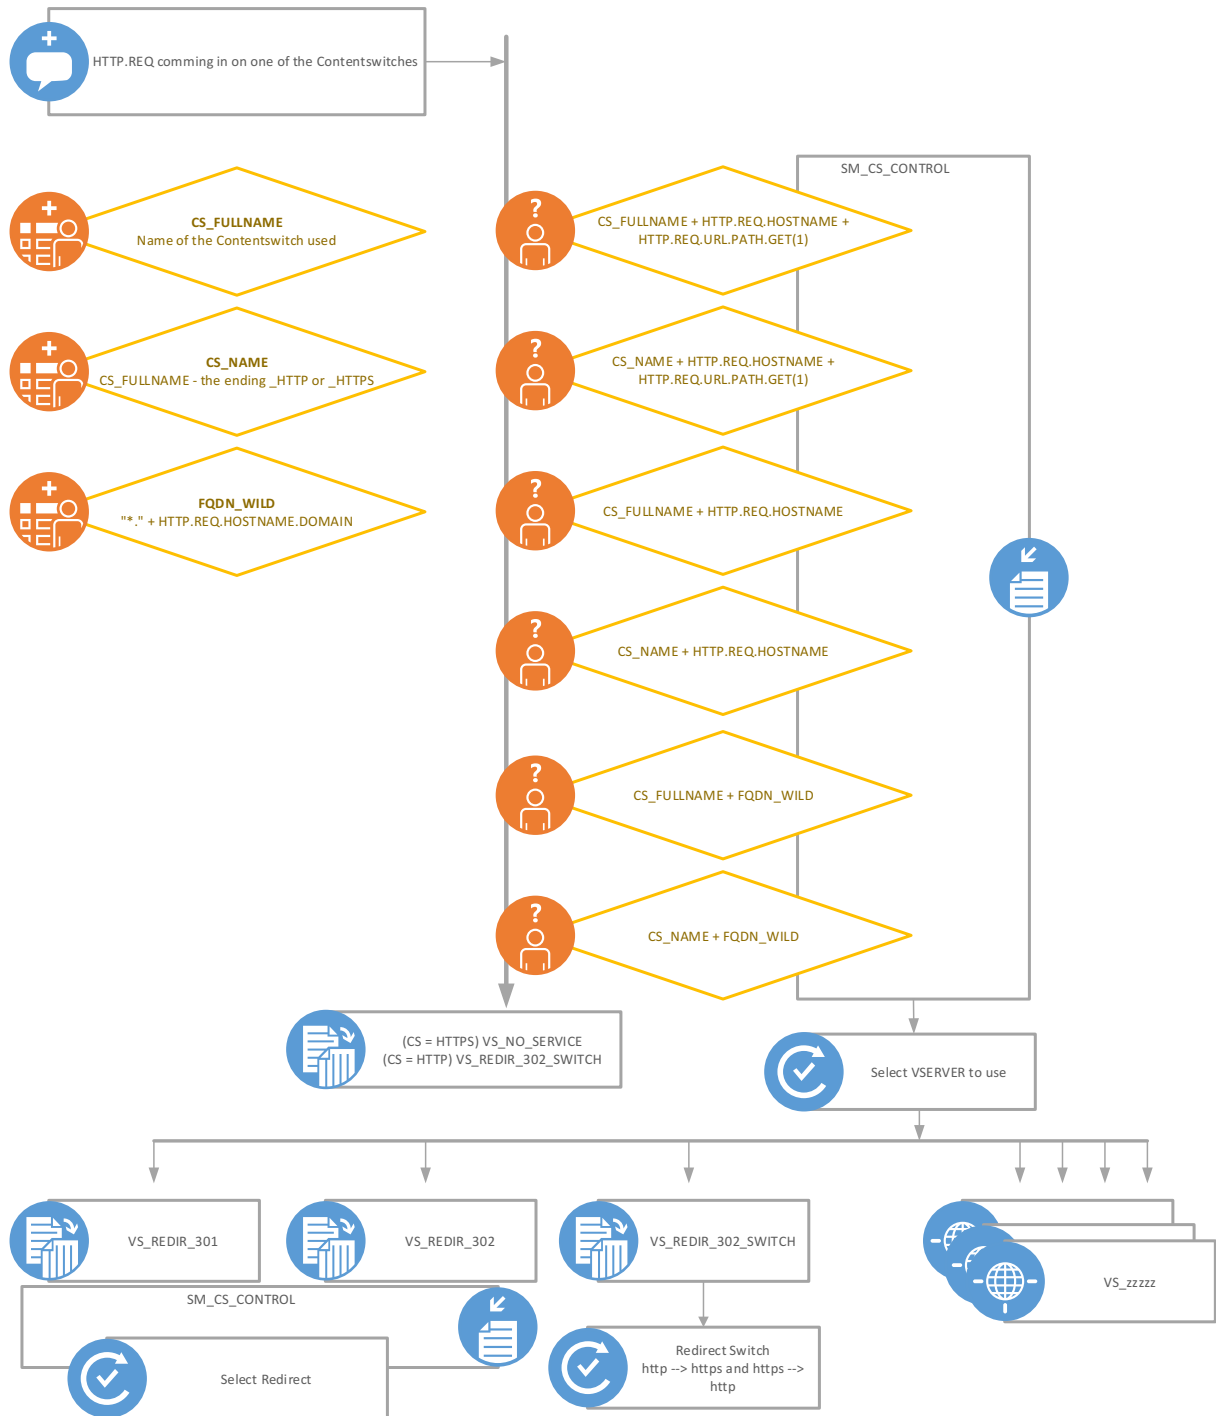 HTTP.REQ comming in on one of the Contentswitches
SM_CS_CONTROL
CS_FULLNAME
Name of the Contentswitch used
CS_FULLNAME + HTTP.REQ.HOSTNAME +
HTTP.REQ.URL.PATH.GET(1)
CS_NAME
CS_FULLNAME - the ending _HTTP or _HTTPS
CS_NAME + HTTP.REQ.HOSTNAME +
HTTP.REQ.URL.PATH.GET(1)
FQDN_WILD
"*." + HTTP.REQ.HOSTNAME.DOMAIN
CS_FULLNAME + HTTP.REQ.HOSTNAME
CS_NAME + HTTP.REQ.HOSTNAME
CS_FULLNAME + FQDN_WILD
CS_NAME + FQDN_WILD
(CS = HTTPS) VS_NO_SERVICE
(CS = HTTP) VS_REDIR_302_SWITCH
Select VSERVER to use
VS_REDIR_301
VS_REDIR_302
VS_REDIR_302_SWITCH
VS_zzzzz
SM_CS_CONTROL
Select Redirect
Redirect Switch
http --> https and https -->
http